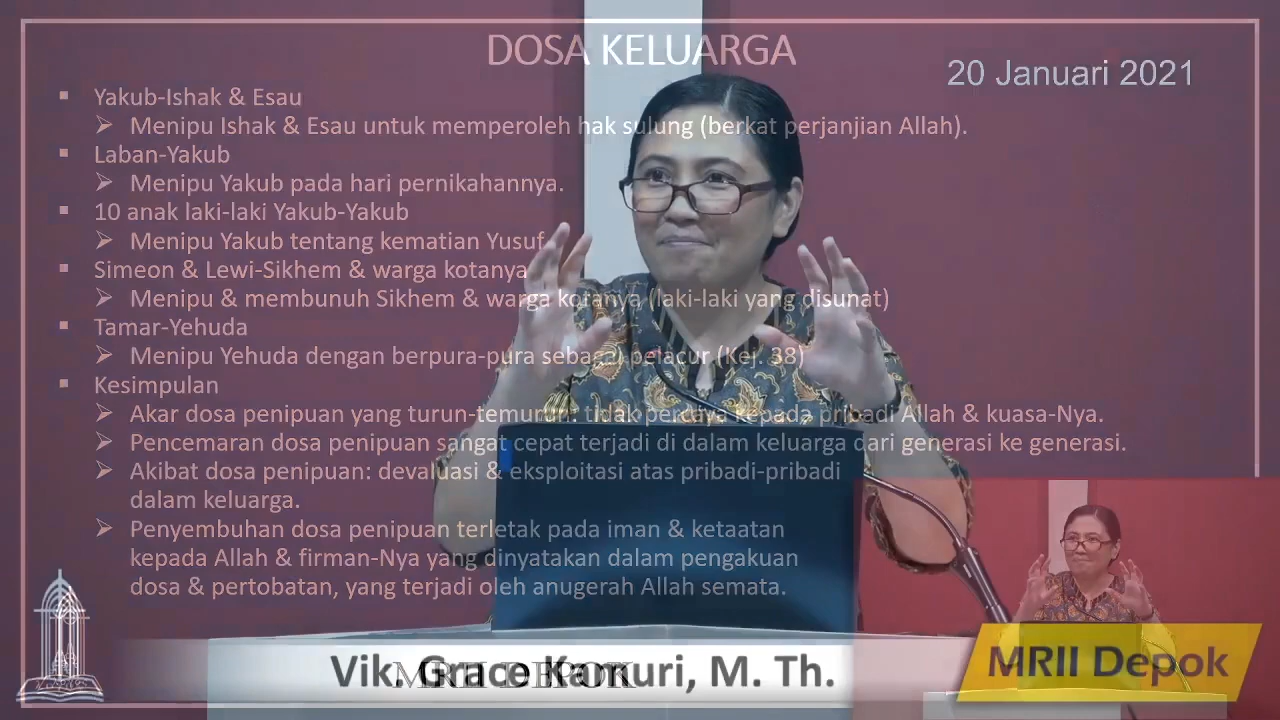 DOSA KELUARGA
20 Januari 2021
▪ Yakub-Ishak & Esau
➢ Menipu Ishak & Esau untuk memperoleh hak sulung (berkat perjanjian Allah).
▪ Laban-Yakub
➢ Menipu Yakub pada hari pernikahannya.
▪ 10 anak laki-laki Yakub-Yakub
➢ Menipu Yakub tentang kematian Yusuf
▪ Simeon & Lewi-Sikhem & warga kotanya
➢ Menipu & membunuh Sikhem & warga kotanya (laki-laki yang disunat)
▪ Tamar-Yehuda
➢ Menipu Yehuda dengan berpura-pura sebagai pelacur (Kej. 38)
▪ Kesimpulan
➢ Akar dosa penipuan yang turun-temurun: tidak percaya kepada pribadi Allah & kuasa-Nya.
➢ Pencemaran dosa penipuan sangat cepat terjadi di dalam keluarga dari generasi ke generasi.
➢ Akibat dosa penipuan: devaluasi & eksploitasi atas pribadi-pribadi
dalam keluarga.
➢ Penyembuhan dosa penipuan terletak pada iman & ketaatan
kepada Allah & firman-Nya yang dinyatakan dalam pengakuan
dosa & pertobatan, yang terjadi oleh anugerah Allah semata.
Vik. Grace Kamuri, M. Th.
MRII DEPOK
MRII Depok